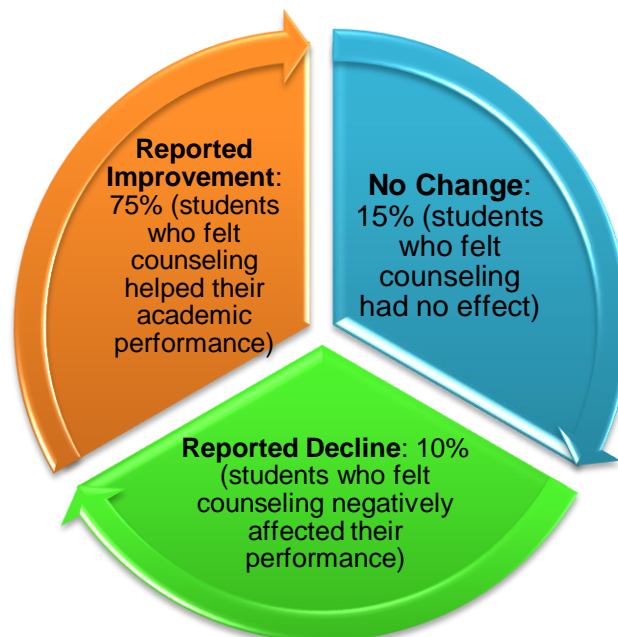 Reported
Improvement:
75% (students
who felt
counseling
helped their
academic
performance)
No Change:
15% (students
who felt
counseling
had no effect)
Reported Decline: 10%
(students who felt
counseling negatively
affected their
performance)